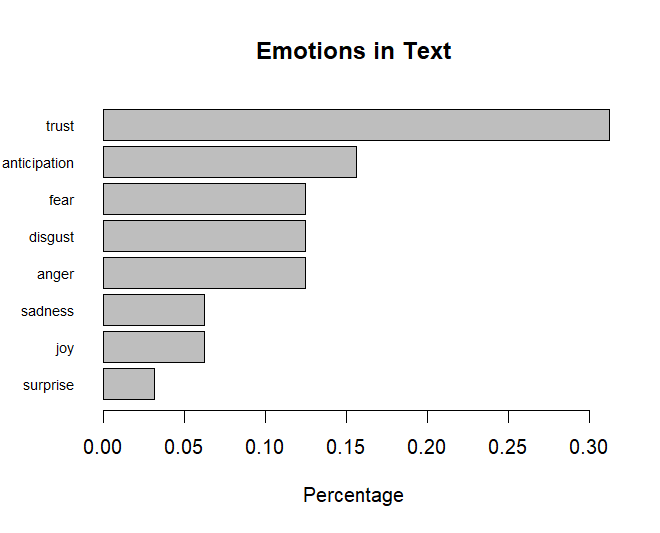 Emotions in Text
trust
anticipation
fear
disgust
anger
sadness
joy
surprise
0.00 0.05 0.10 0.15 0.20 0.25 0.30
Percentage